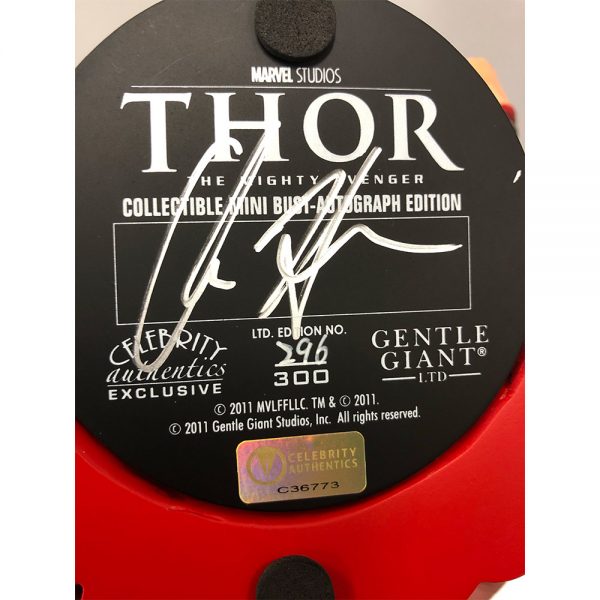 MARVEL STUDIOS
THOR
THE MIGHTY AVENGER
COLLECTIBLE MINI BUST-AUTOGRAPH EDITION
LTD. EDITION NO.
296
300
CELEBRITY
authentics
EXCLUSIVE
GENTLE
GIANT®
LTD
© 2011 MVLFFLLC. TM & © 2011.
© 2011 Gentle Giant Studios, Inc. All rights reserved.
CELEBRITY
AUTHENTICS
C36773